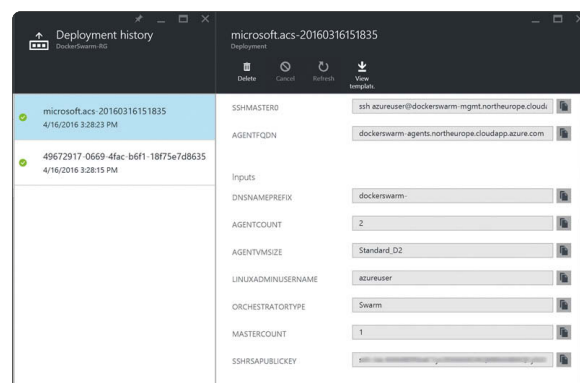 Deployment history
DockerSwarm-RG
microsoft.acs-20160316151835
4/16/2016 3:28:23 PM
49672917-0669-4fac-b6f1-18f75e7d8635
4/16/2016 3:28:15 PM
microsoft.acs-20160316151835
Deployment
Delete
Cancel
Refresh
View
template.
SSHMASTER0
ssh azureuser@dockerswarm-mgmt.northeurope.cloud
AGENTFQDN
dockerswarm-agents.northeurope.cloudapp.azure.com
Inputs
DNSNAMEPREFIX
dockerswarm-
AGENTCOUNT
2
AGENTVMSIZE
Standard_D2
LINUXADMINUSERNAME
azureuser
ORCHESTRATORTYPE
Swarm
MASTERCOUNT
1
SSHRSAPUBLICKEY